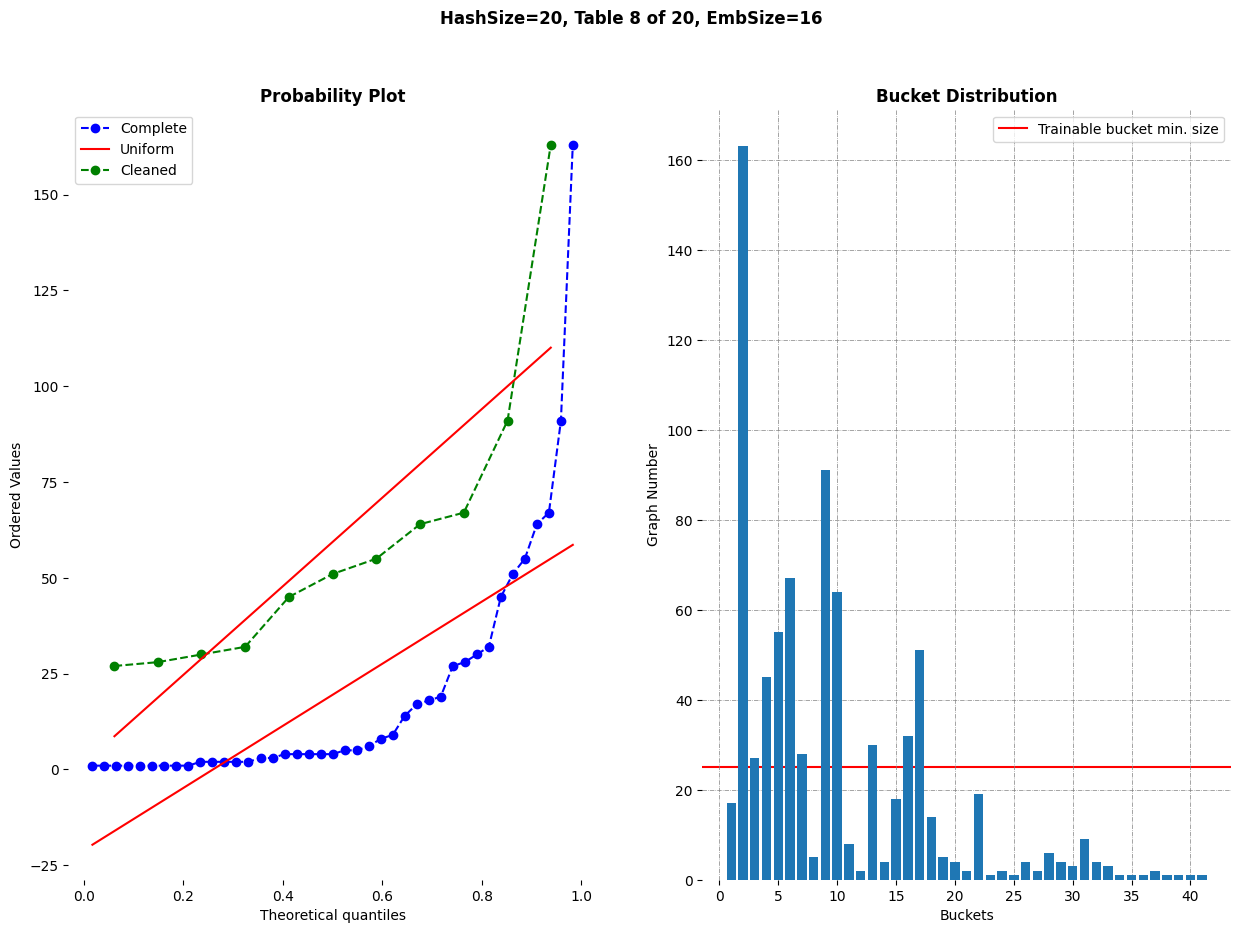 HashSize=20, Table 8 of 20, EmbSize=16
Probability Plot
Complete
Uniform
Cleaned
150
125
100
75
50
25
0
−25
Ordered Values
0.0 0.2 0.4 0.6 0.8 1.0
Theoretical quantiles
Bucket Distribution
Trainable bucket min. size
160
140
120
100
80
60
40
20
0
Graph Number
0 5 10 15 20 25 30 35 40
Buckets